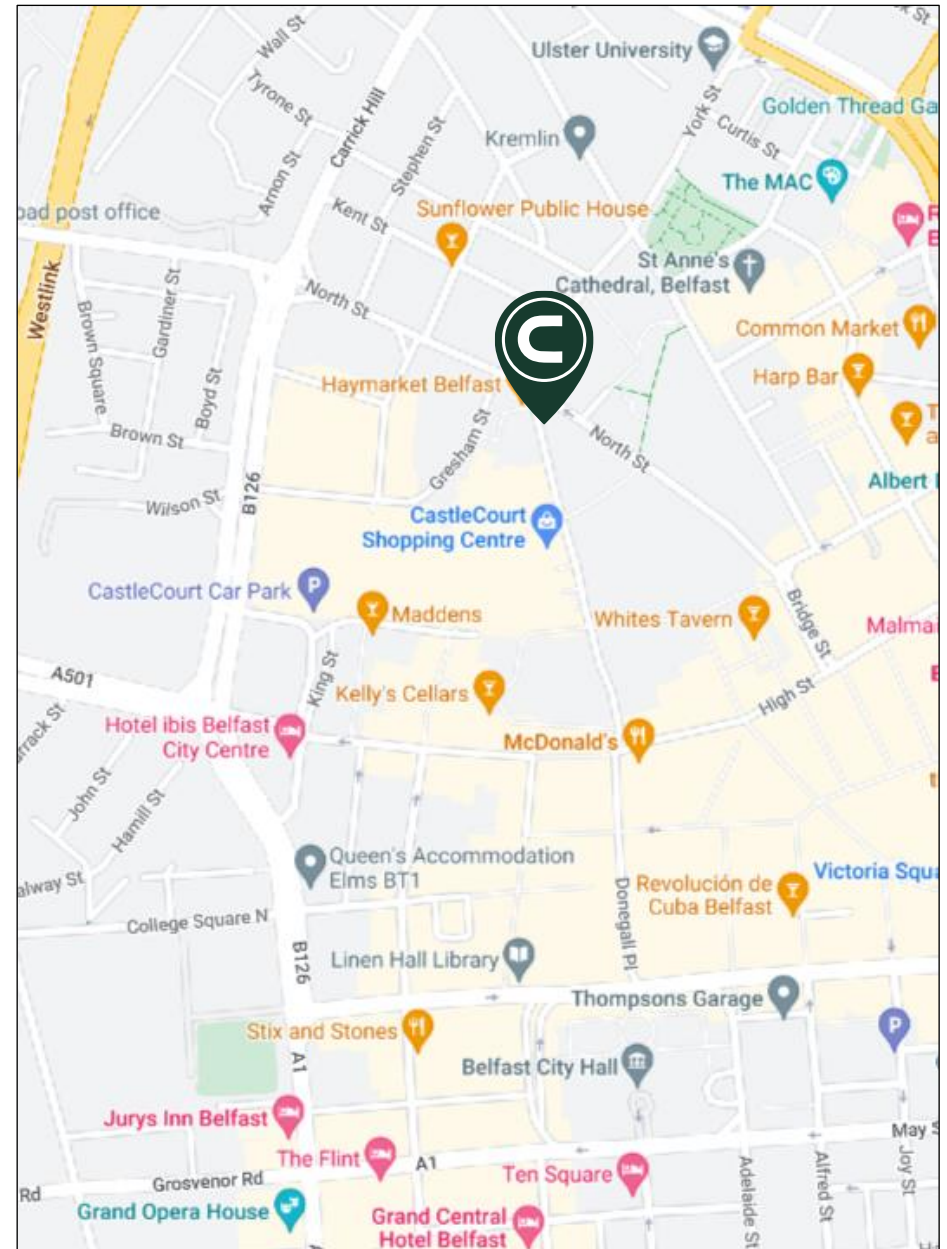 Wall St
Ulster University
Tyrone St
Carrick Hill
York St
Curtis St
Golden Thread Ga
Kremlin
Stephen St
Arnon St
The MAC
Kent St
Sunflower Public House
oad post office
St Anne's
Cathedral, Belfast
Westlink
Gardiner St
North St
Brown Square
Common Market
C
Haymarket Belfast
Harp Bar
Boyd St
Gresham St
North St
Brown St
Albert
B126
Wilson St
CastleCourt
Shopping Centre
CastleCourt Car Park
P
Maddens
Whites Tavern
Bridge St
Malmai
A501
King St
Kelly's Cellars
High St
Hotel ibis Belfast
City Centre
McDonald's
rrack St
John St
Hamill St
Queen's Accommodation
Elms BT1
Revolución de
Cuba Belfast
Victoria Squa
alway St
Donegall Pl
College Square N
B126
Linen Hall Library
Thompsons Garage
Stix and Stones
P
Belfast City Hall
A1
Jurys Inn Belfast
May S
The Flint
A1
Ten Square
Rd
Grosvenor Rd
Adelaide St
Alfred St
Joy St
Grand Opera House
Grand Central
Hotel Belfast